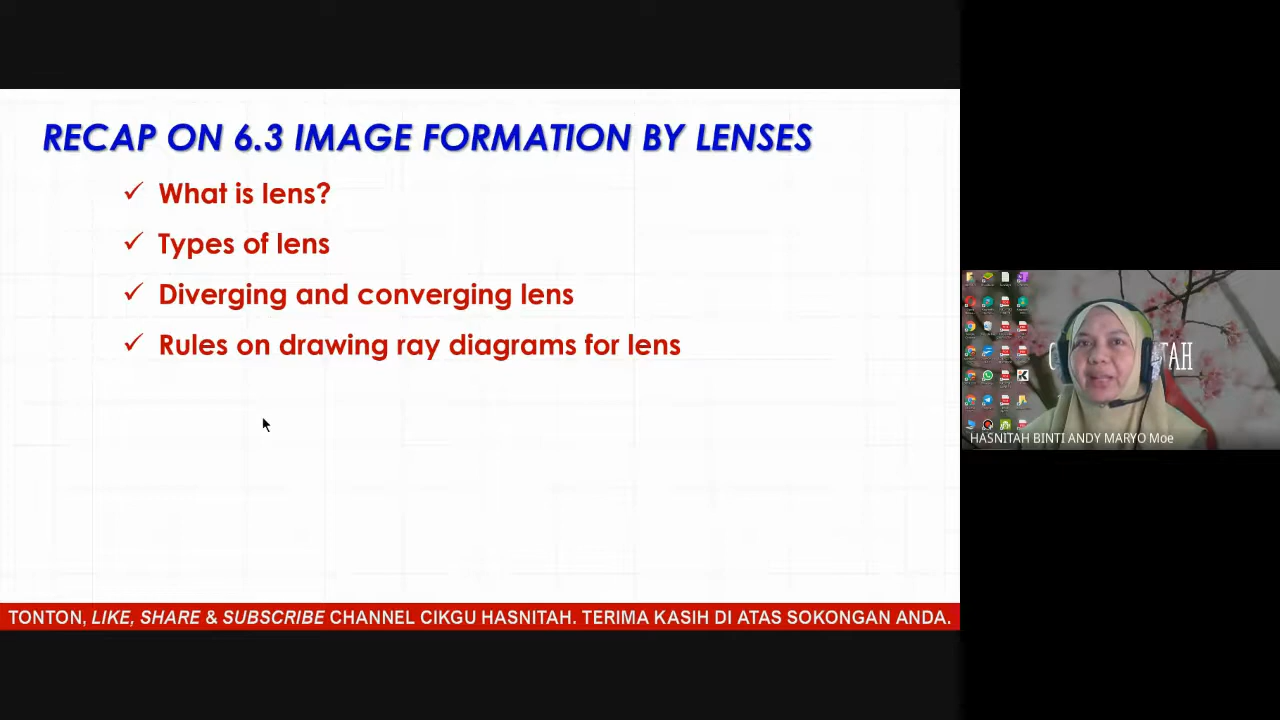 RECAP ON 6.3 IMAGE FORMATION BY LENSES
✓ What is lens?
✓ Types of lens
✓ Diverging and converging lens
✓ Rules on drawing ray diagrams for lens
TONTON, LIKE, SHARE & SUBSCRIBE CHANNEL CIKGU HASNITAH. TERIMA KASIH DI ATAS SOKONGAN ANDA.
HASNITAH BINTI ANDY MARYO Moe